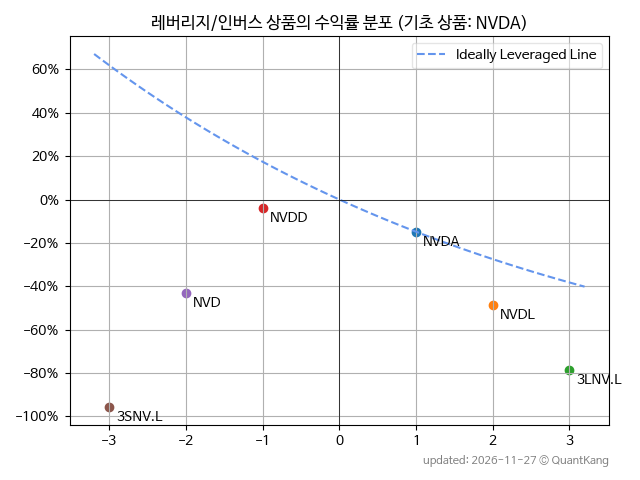 레버리지/인버스 상품의 수익률 분포 (기초 상품: NVDA)
Ideally Leveraged Line
60%
40%
20%
0%
−20%
−40%
−60%
−80%
−100%
NVDD
NVDA
NVD
NVDL
3LNV.L
3SNV.L
−3
−2
−1
0
1
2
3
updated: 2026-11-27 © QuantKang